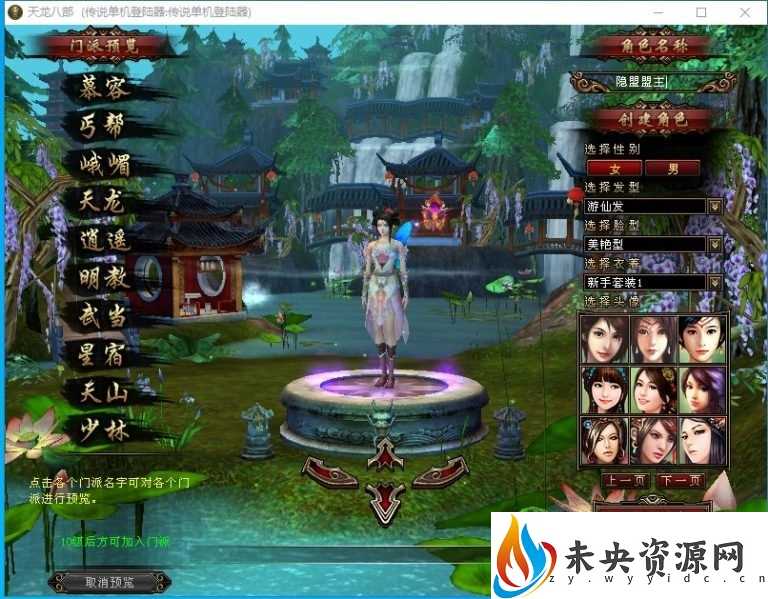 天龙八部 (传说单机登陆器:传说单机登陆器)
门派预览
慕容
丐帮
峨嵋
天龙
逍遥
明教
武当
星宿
天山
少林
点击各个门派名字可对各个门
派进行预览。
10级后方可加入门派
取消预览
角色名称
隐盟盟主
创建角色
选择性别
女 男
选择发型
游仙发
选择脸型
美艳型
选择衣着
新手套装1
选择头像
上一页 下一页
未央资源网
zy.wyyidc.cn